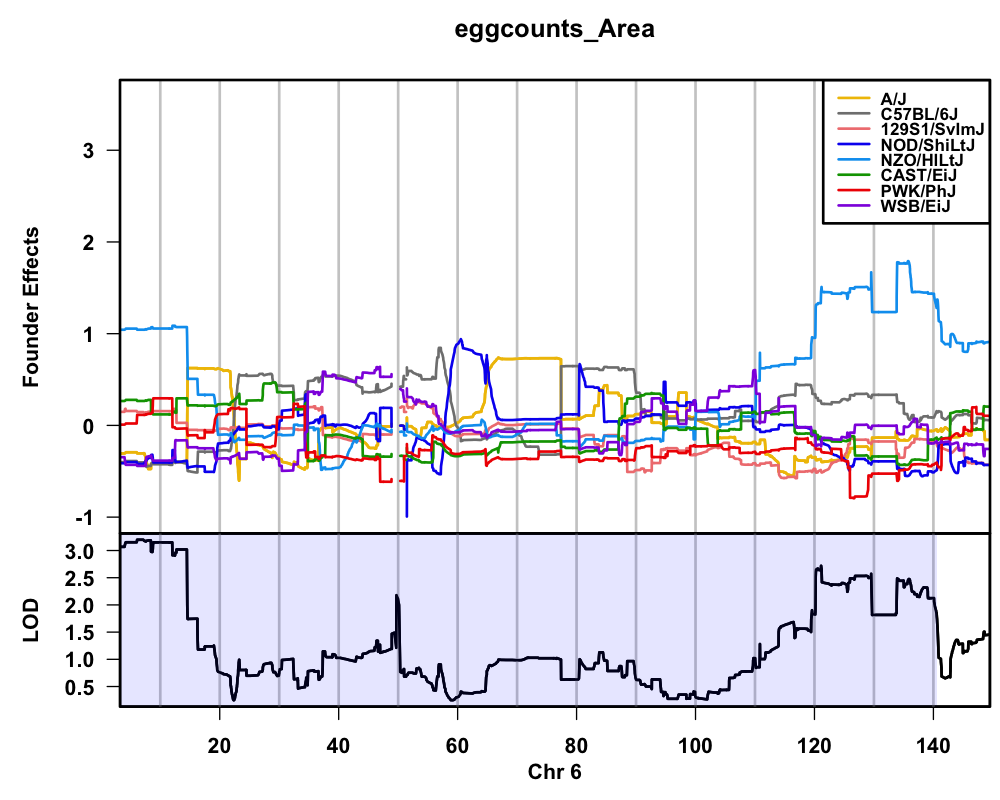 eggcounts_Area
A/J
C57BL/6J
129S1/SvImJ
NOD/ShiLtJ
NZO/HlLtJ
CAST/EiJ
PWK/PhJ
WSB/EiJ
Founder Effects
3
2
1
0
-1
LOD
3.0
2.5
2.0
1.5
1.0
0.5
20 40 60 80 100 120 140
Chr 6